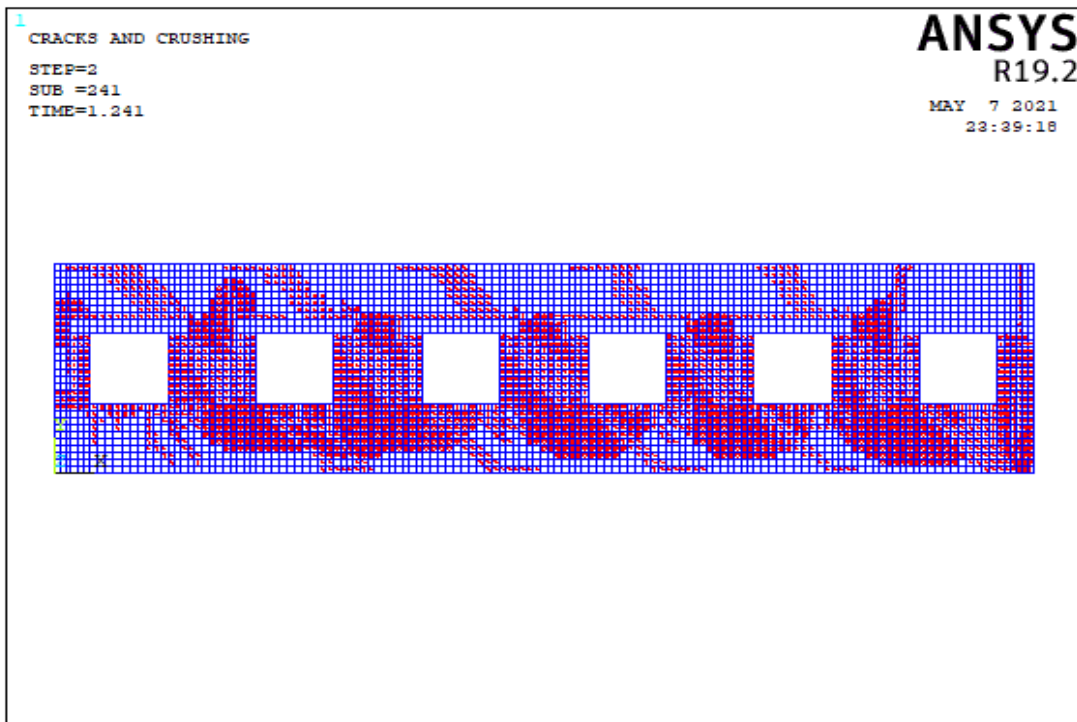 1
CRACKS AND CRUSHING
STEP=2
SUB =241
TIME=1.241
ANSYS
R19.2
MAY  7 2021
23:39:18
Y
Z
X